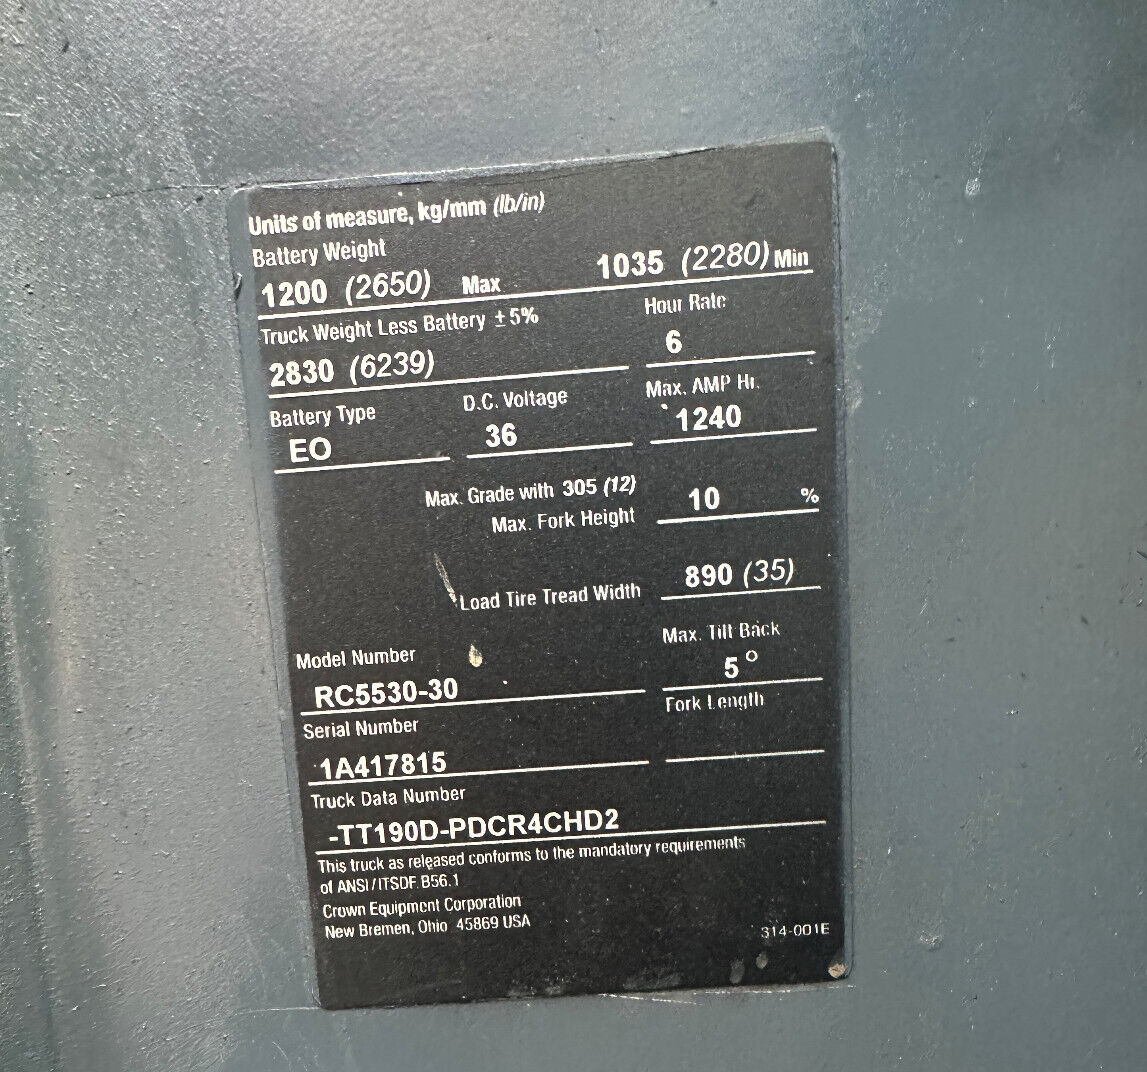 Units of measure, kg/mm (lb/in)
Battery Weight
1200 (2650) Max 1035 (2280) Min
Truck Weight Less Battery ±5% Hour Rate
2830 (6239) 6
Battery Type D.C. Voltage Max. AMP Hr.
EO 36 1240
Max. Grade with 305 (12)
Max. Fork Height 10 %
Load Tire Tread Width 890 (35)
Model Number Max. Tilt Back
RC5530-30 5°
Serial Number Fork Length
1A417815
Truck Data Number
-TT190D-PDCR4CHD2
This truck as released conforms to the mandatory requirements
of ANSI/ITSDF B56.1
Crown Equipment Corporation
New Bremen, Ohio 45869 USA
314-001E